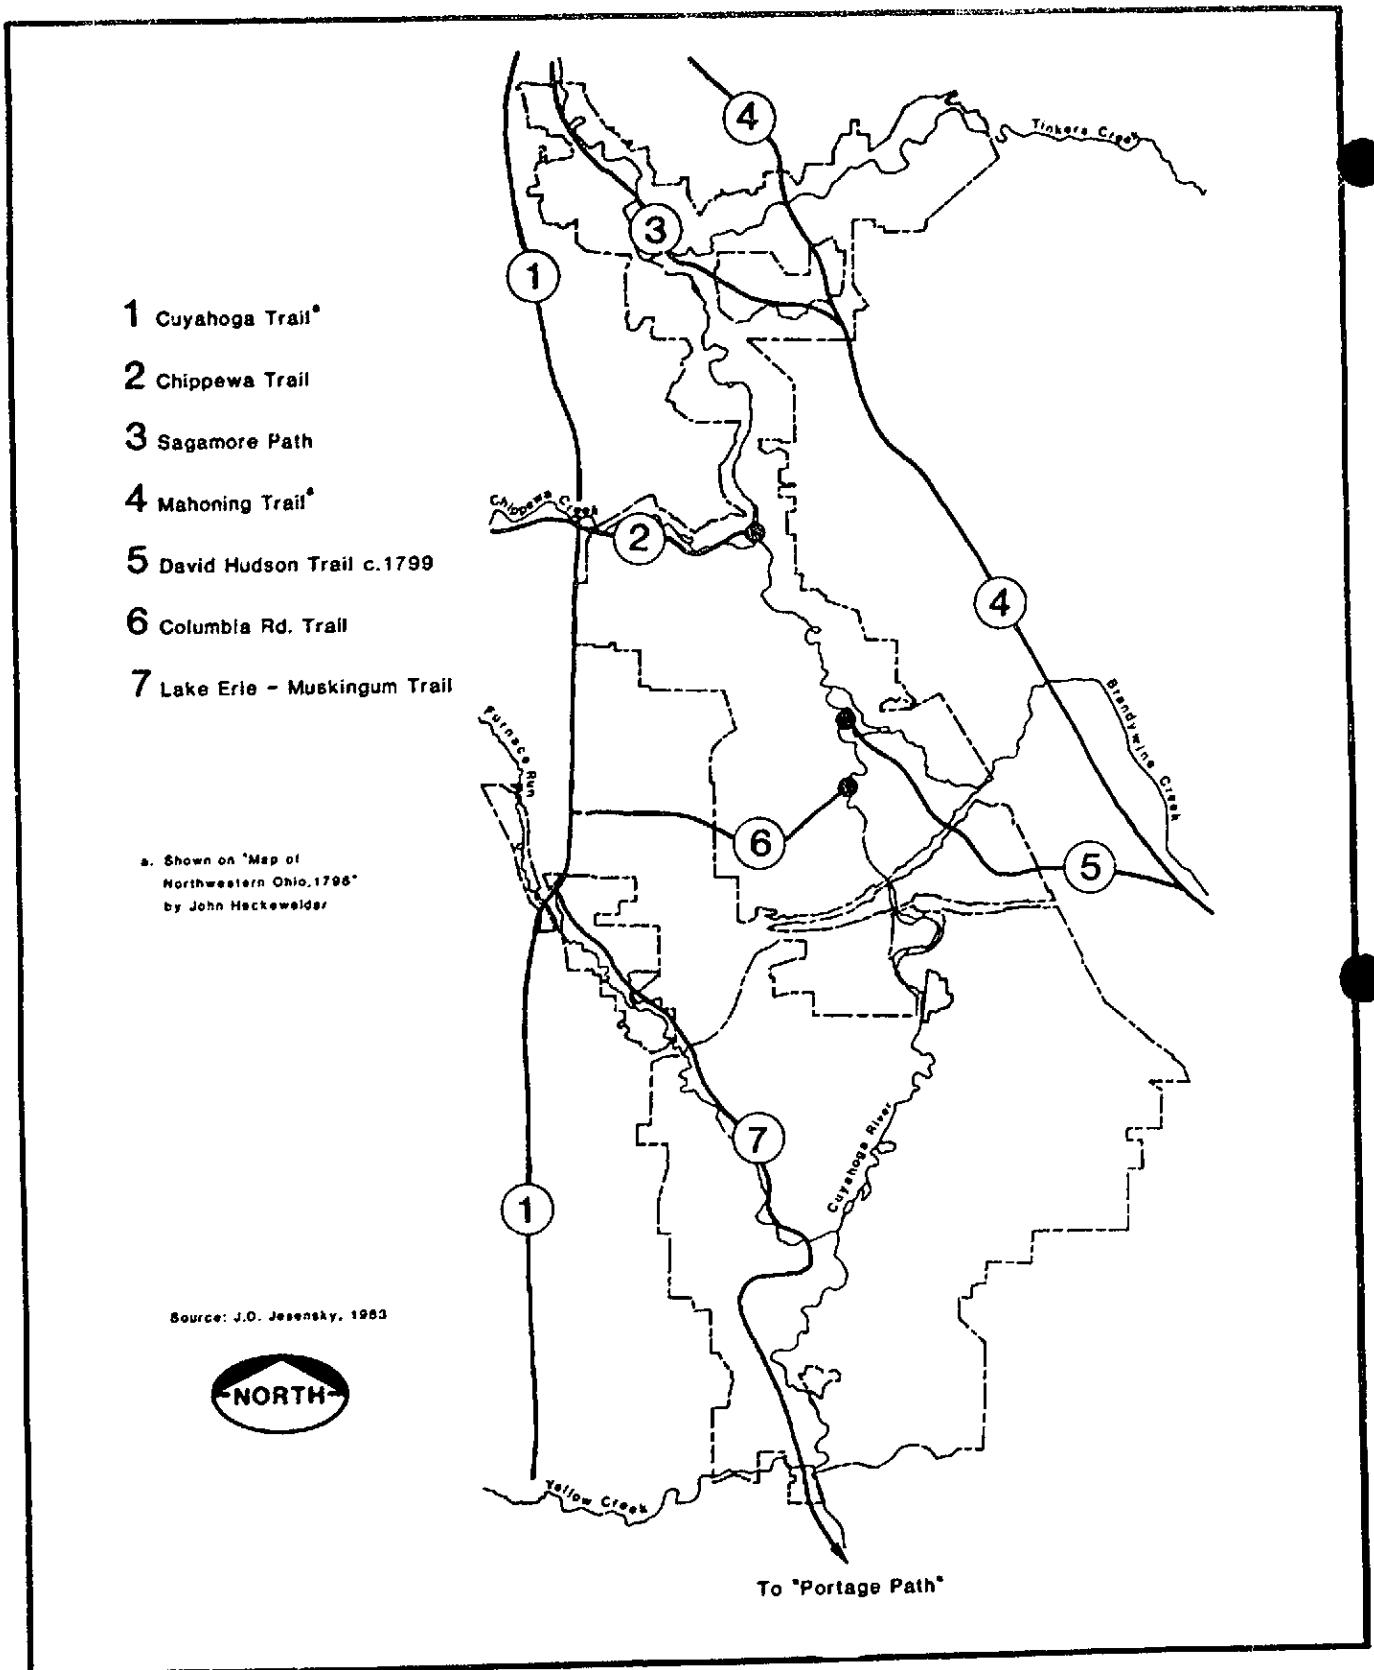 4
Tinkers Creek
3
1
1 Cuyahoga Trail a
2 Chippewa Trail
3 Sagamore Path
4 Mahoning Trail a
5 David Hudson Trail c.1799
6 Columbia Rd. Trail
7 Lake Erie - Muskingum Trail
Chippewa Creek
2
4
Brandywine Creek
Furnace Run
6
5
a. Shown on "Map of
Northwestern Ohio, 1796"
by John Heckewelder
7
Cuyahoga River
1
Source: J.D. Jesensky, 1983
NORTH
Yellow Creek
To "Portage Path"